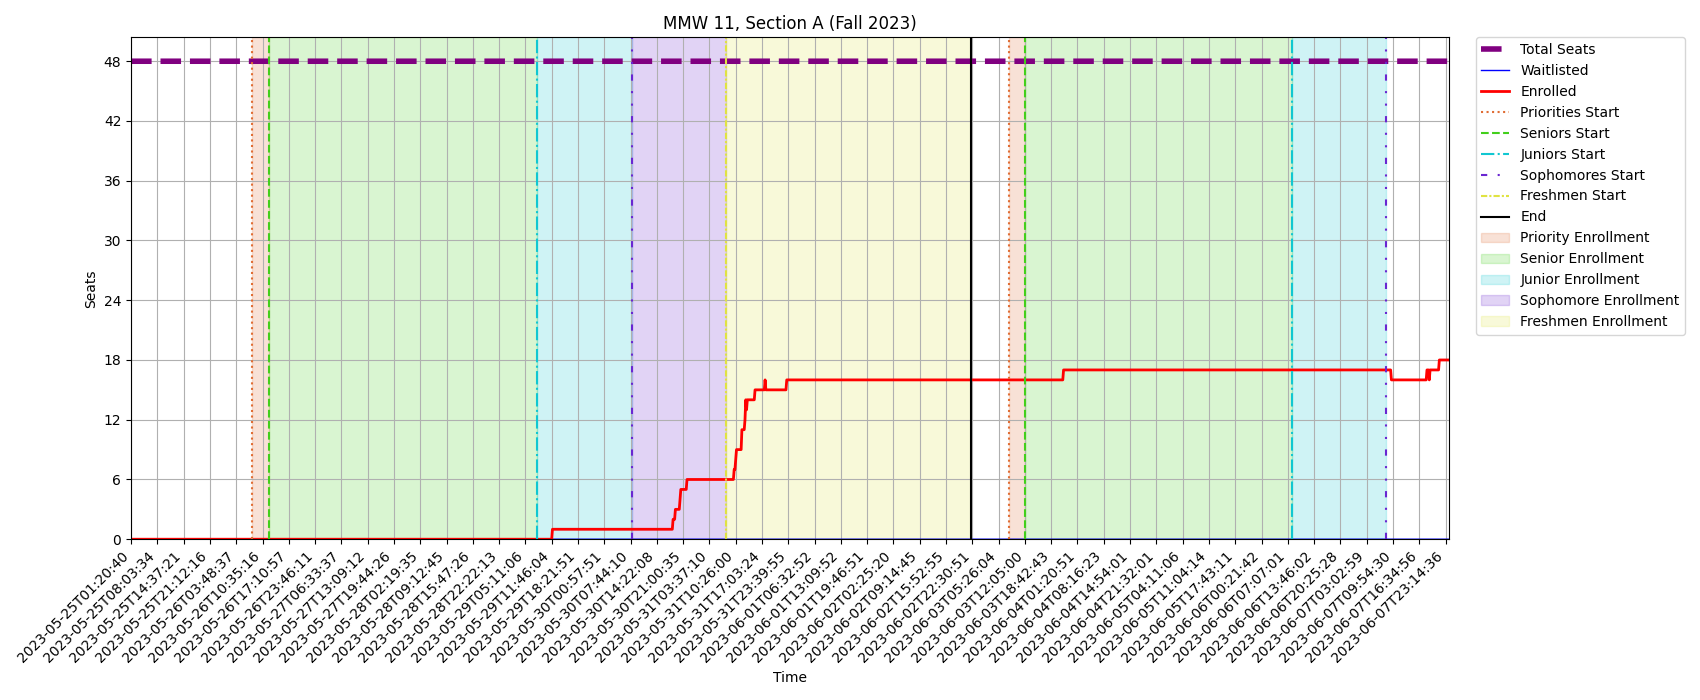 MMW 11, Section A (Fall 2023)
Seats
48
42
36
30
24
18
12
6
0
2023-05-25T01:20:40
2023-05-25T08:03:34
2023-05-25T14:37:21
2023-05-25T21:12:16
2023-05-26T03:48:37
2023-05-26T10:35:16
2023-05-26T17:10:57
2023-05-26T23:46:11
2023-05-27T06:33:37
2023-05-27T13:09:12
2023-05-27T19:44:26
2023-05-28T02:19:35
2023-05-28T09:12:45
2023-05-28T15:47:26
2023-05-28T22:22:13
2023-05-29T05:11:06
2023-05-29T11:46:04
2023-05-29T18:21:51
2023-05-30T00:57:51
2023-05-30T07:44:10
2023-05-30T14:22:08
2023-05-30T21:00:35
2023-05-31T03:37:10
2023-05-31T10:26:00
2023-05-31T17:03:24
2023-05-31T23:39:55
2023-06-01T06:32:52
2023-06-01T13:09:52
2023-06-01T19:46:51
2023-06-02T02:25:20
2023-06-02T09:14:45
2023-06-02T15:52:55
2023-06-02T22:30:51
2023-06-03T05:26:04
2023-06-03T12:05:00
2023-06-03T18:42:43
2023-06-04T01:20:51
2023-06-04T08:16:23
2023-06-04T14:54:01
2023-06-04T21:32:01
2023-06-05T04:11:06
2023-06-05T11:04:14
2023-06-05T17:43:11
2023-06-06T00:21:42
2023-06-06T07:07:01
2023-06-06T13:46:02
2023-06-06T20:25:28
2023-06-07T03:02:59
2023-06-07T09:54:30
2023-06-07T16:34:56
2023-06-07T23:14:36
Time
Total Seats
Waitlisted
Enrolled
Priorities Start
Seniors Start
Juniors Start
Sophomores Start
Freshmen Start
End
Priority Enrollment
Senior Enrollment
Junior Enrollment
Sophomore Enrollment
Freshmen Enrollment